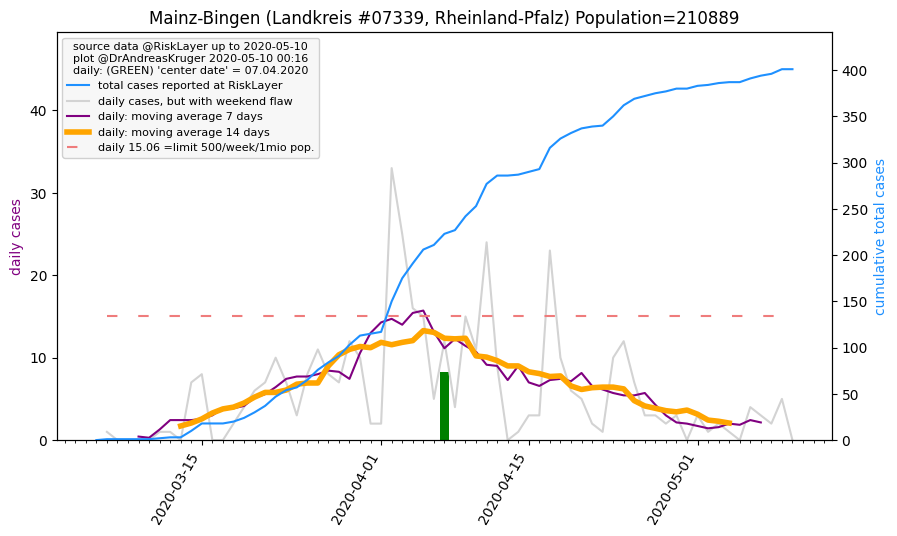 Mainz-Bingen (Landkreis #07339, Rheinland-Pfalz) Population=210889
source data @RiskLayer up to 2020-05-10
plot @DrAndreasKruger 2020-05-10 00:16
daily: (GREEN) 'center date' = 07.04.2020
total cases reported at RiskLayer
daily cases, but with weekend flaw
daily: moving average 7 days
daily: moving average 14 days
daily 15.06 =limit 500/week/1mio pop.
daily cases
40
30
20
10
0
cumulative total cases
400
350
300
250
200
150
100
50
0
2020-03-15
2020-04-01
2020-04-15
2020-05-01